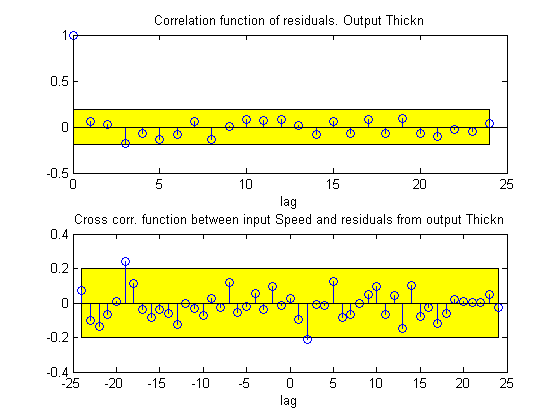 Correlation function of residuals. Output Thickn
1
0.5
0
-0.5
0 5 10 15 20 25
lag
Cross corr. function between input Speed and residuals from output Thickn
0.4
0.2
0
-0.2
-0.4
-25 -20 -15 -10 -5 0 5 10 15 20 25
lag